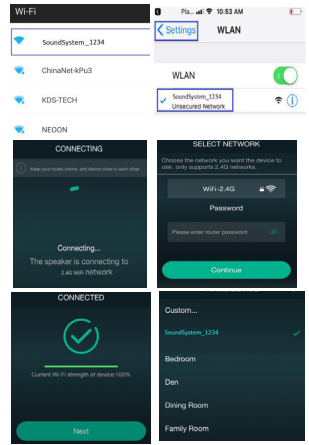 Wi-Fi
SoundSystem _1234
ChinaNet-kPu3
KDS-TECH
NEOON
Pla... 10:53 AM
Settings WLAN
WLAN
SoundSystem _1234
Unsecured Network
CONNECTING
Keep your router, phone, and device close to each other.
Connecting...
The speaker is connecting to
2.4G WiFi network
SELECT NETWORK
Choose the network you want the device to
use. only supports 2.4G networks.
WiFi-2.4G
Password
Please enter router password
Continue
CONNECTED
Current Wi-Fi strength of device:100%
Next
Custom...
SoundSystem_1234
Bedroom
Den
Dining Room
Family Room